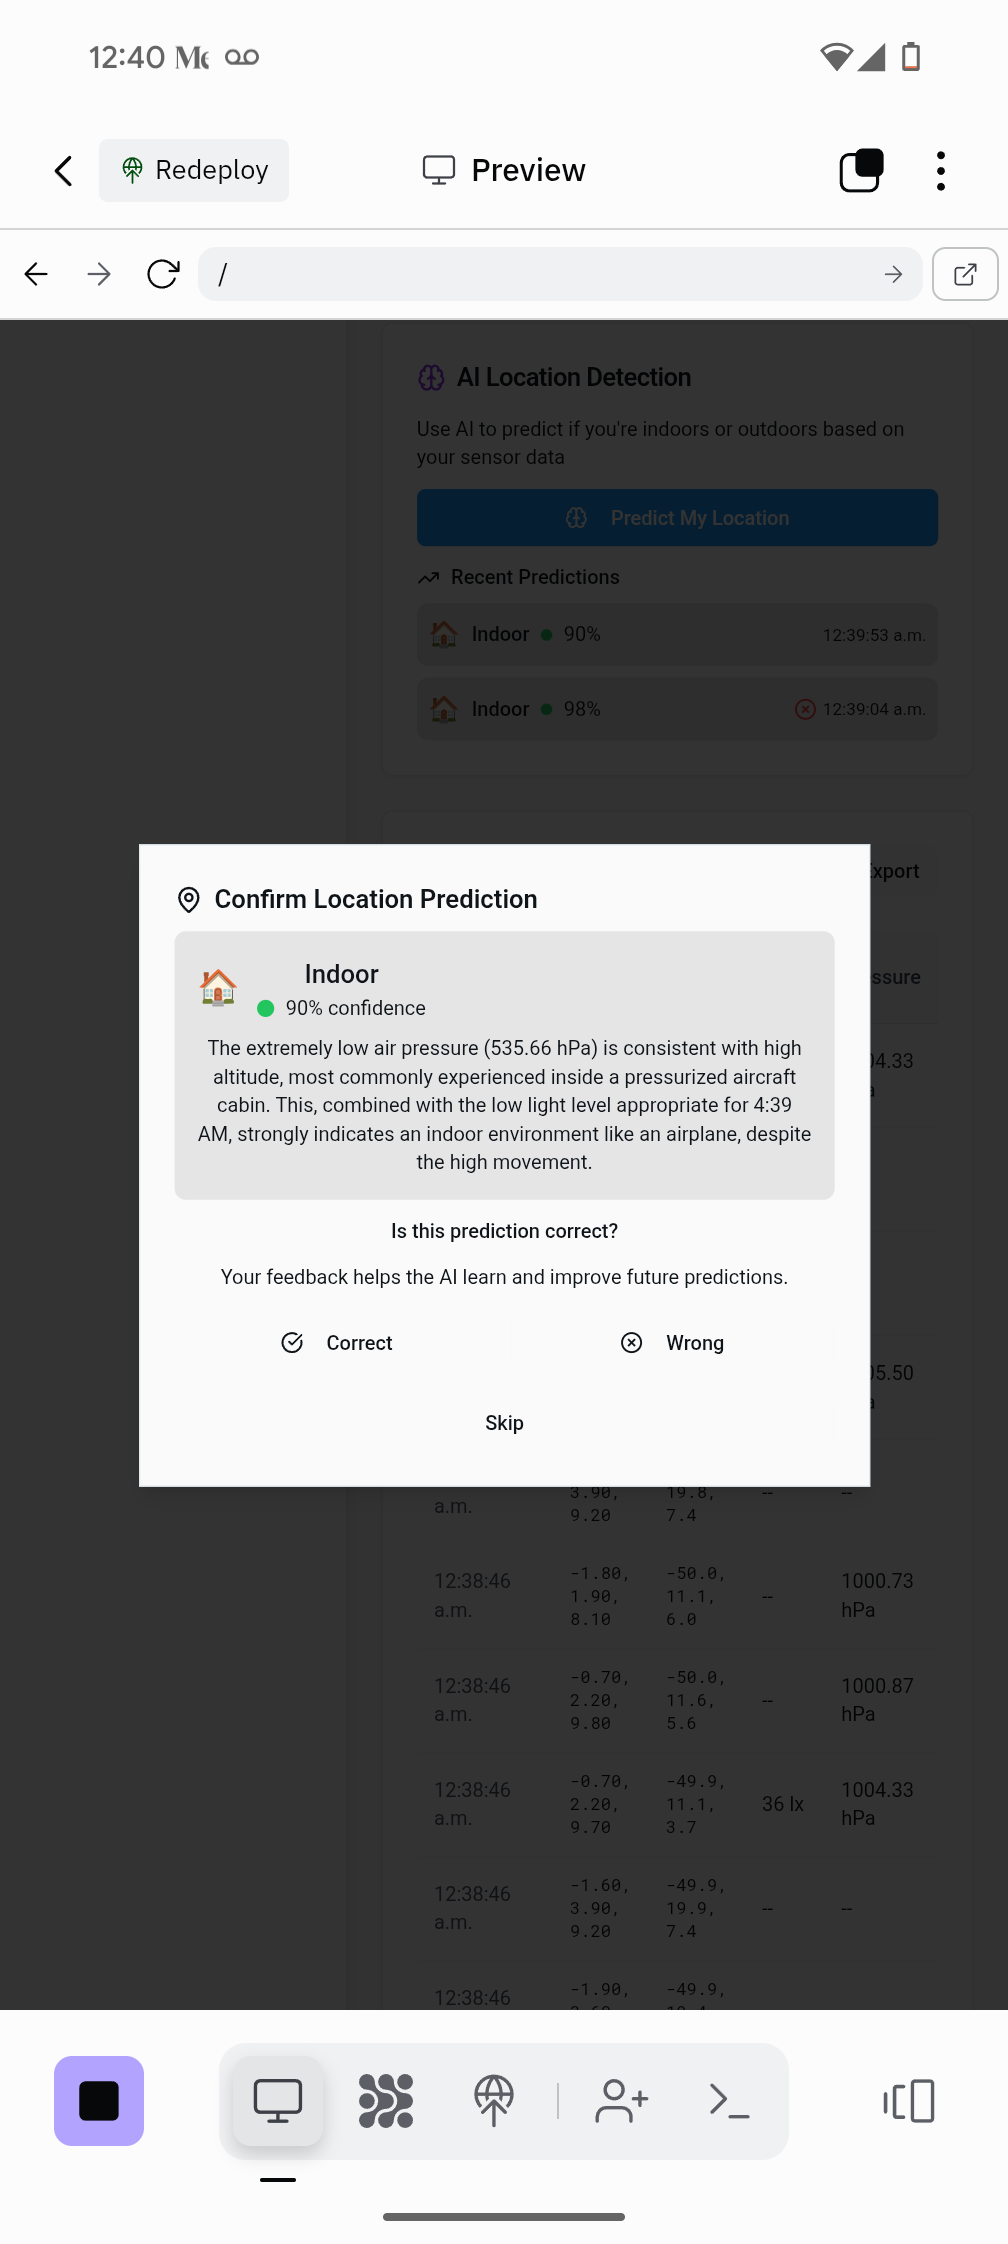 12:40
Redeploy
Preview
/
AI Location Detection
Use AI to predict if you're indoors or outdoors based on
your sensor data
Predict My Location
Recent Predictions
Indoor 90% 12:39:53 a.m.
Indoor 98% 12:39:04 a.m.
Export
Confirm Location Prediction
Indoor
90% confidence
The extremely low air pressure (535.66 hPa) is consistent with high
altitude, most commonly experienced inside a pressurized aircraft
cabin. This, combined with the low light level appropriate for 4:39
AM, strongly indicates an indoor environment like an airplane, despite
the high movement.
Is this prediction correct?
Your feedback helps the AI learn and improve future predictions.
Correct
Wrong
Skip
3.90, 19.8, -- --
a.m.
9.20 7.4
-1.80, -50.0,
12:38:46 1000.73
1.90, 11.1, --
a.m. hPa
8.10 6.0
-0.70, -50.0,
12:38:46 1000.87
2.20, 11.6, --
a.m. hPa
9.80 5.6
-0.70, -49.9,
12:38:46 1004.33
2.20, 11.1, 36 lx
a.m. hPa
9.70 3.7
-1.60, -49.9,
12:38:46
3.90, 19.9, -- --
a.m.
9.20 7.4
-1.90, -49.9,
12:38:46